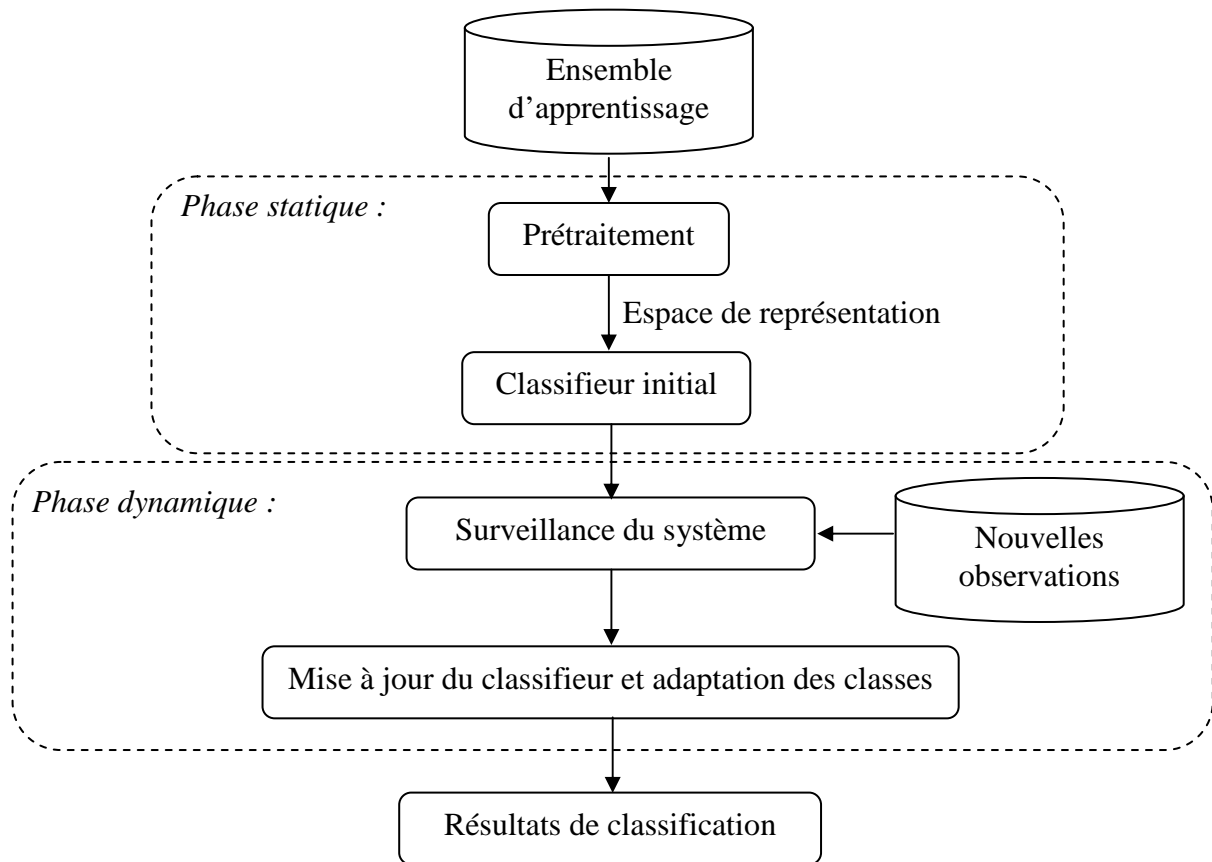 Ensemble
d’apprentissage
Phase statique :
Prétraitement
Espace de représentation
Classifieur initial
Phase dynamique :
Surveillance du système
Nouvelles
observations
Mise à jour du classifieur et adaptation des classes
Résultats de classification